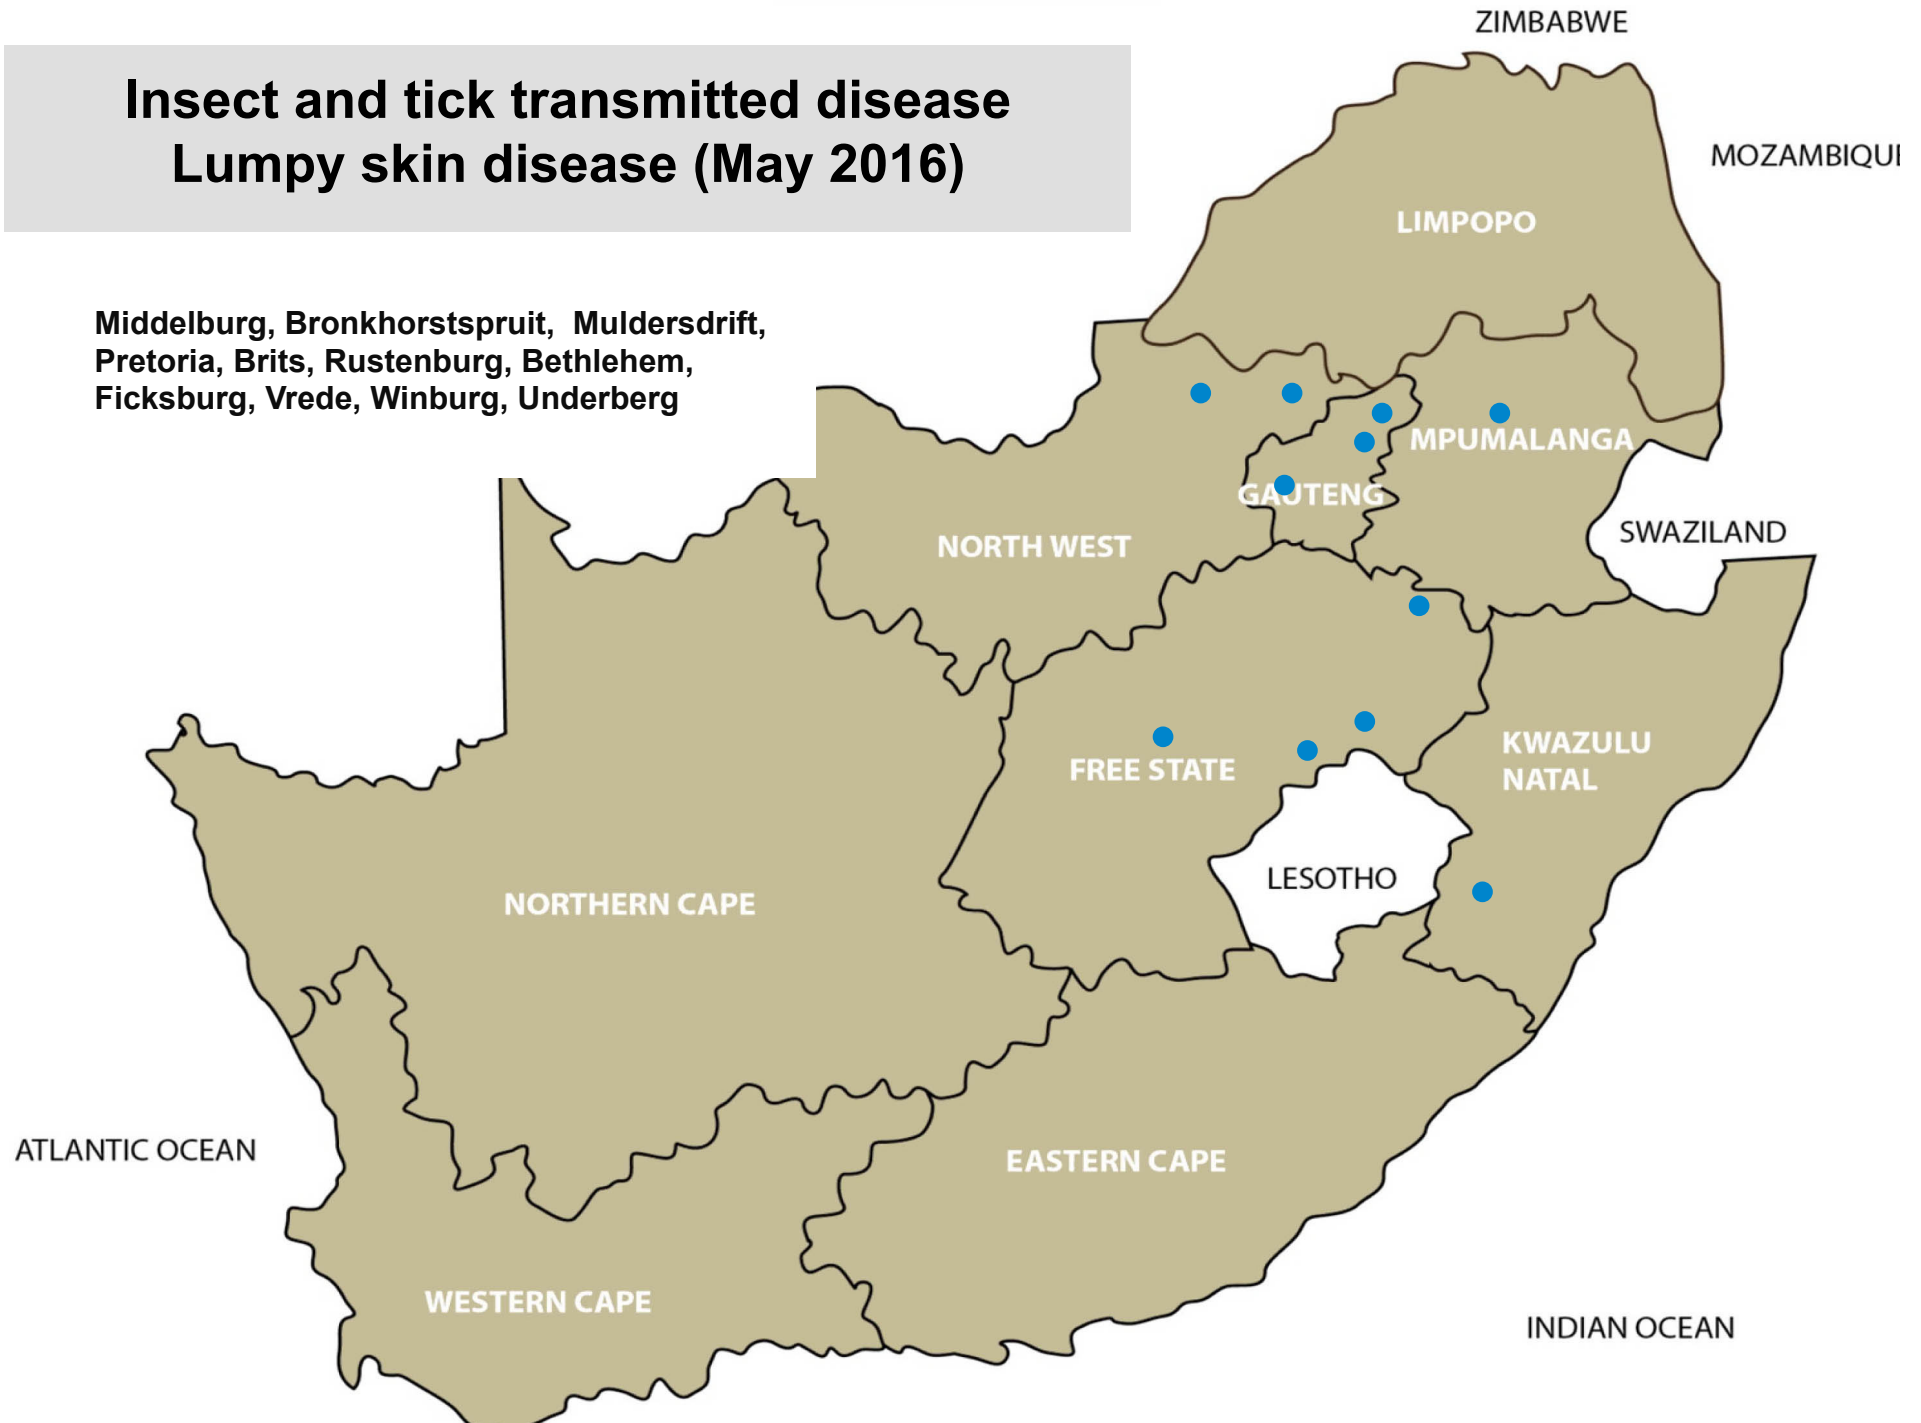 Insect and tick transmitted disease
Lumpy skin disease (May 2016)
Middelburg, Bronkhorstspruit, Muldersdrift,
Pretoria, Brits, Rustenburg, Bethlehem,
Ficksburg, Vrede, Winburg, Underberg
ZIMBABWE
MOZAMBIQUE
LIMPOPO
MPUMALANGA
GAUTENG
SWAZILAND
NORTH WEST
KWAZULU
NATAL
FREE STATE
LESOTHO
NORTHERN CAPE
ATLANTIC OCEAN
EASTERN CAPE
WESTERN CAPE
INDIAN OCEAN